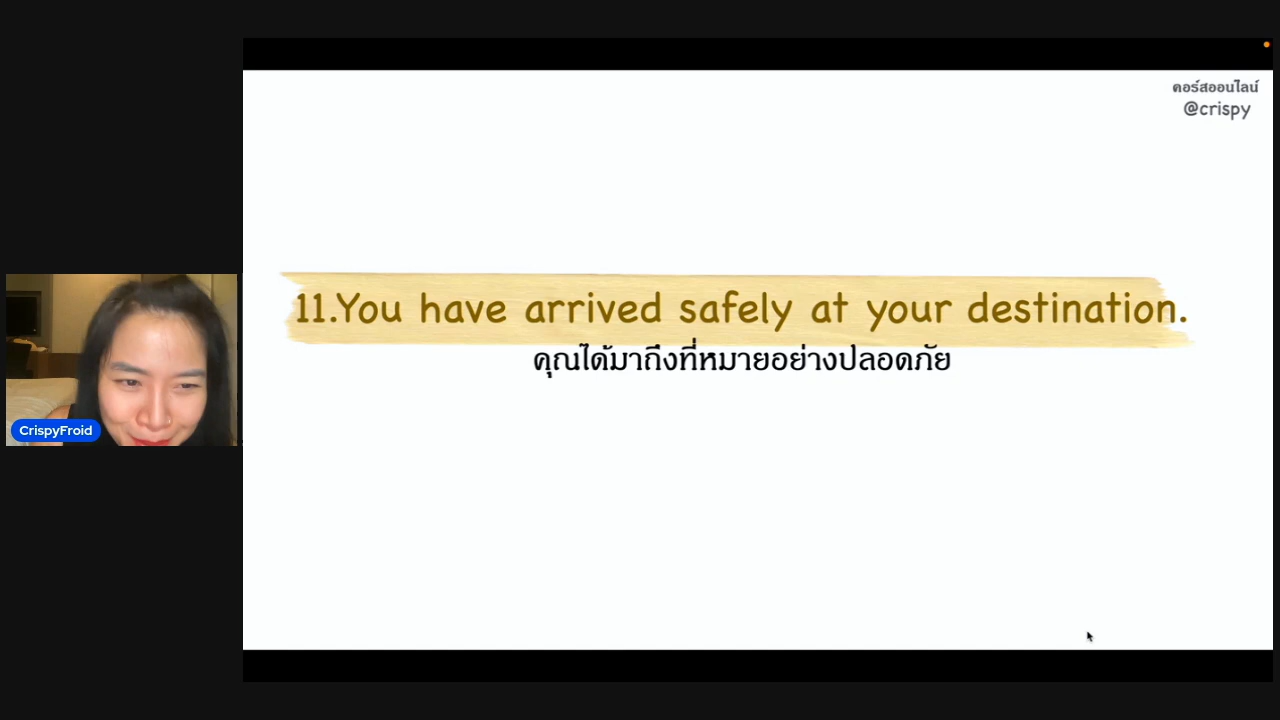 คอร์สออนไลน์
@crispy
11.You have arrived safely at your destination.
คุณได้มาถึงที่หมายอย่างปลอดภัย
CrispyFroid